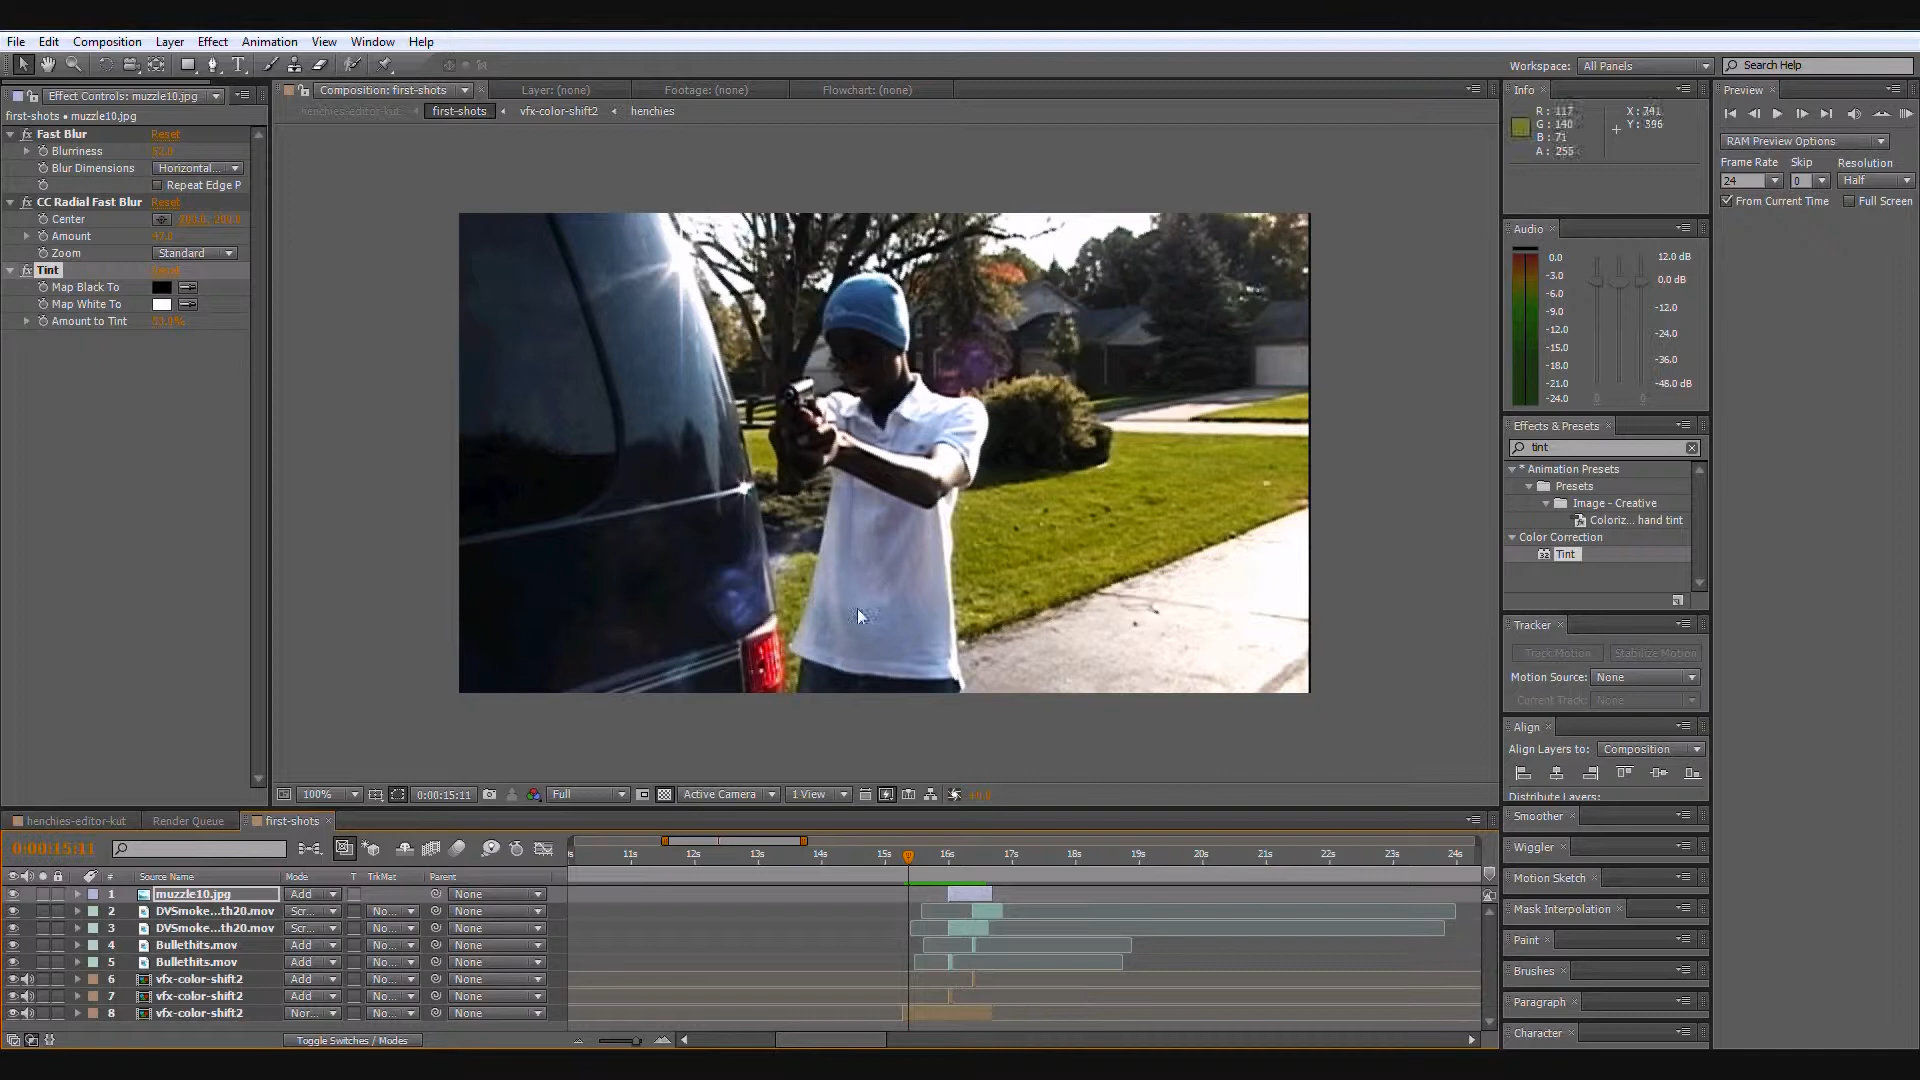 File Edit Composition Layer Effect Animation View Window Help
Workspace: All Panels Search Help
Effect Controls: muzzle10.jpg
first-shots • muzzle10.jpg
Fast Blur Reset
Blurriness
Blur Dimensions Horizontal...
Repeat Edge P
CC Radial Fast Blur Reset
Center
Amount 47.0
Zoom Standard
Tint Reset
Map Black To
Map White To
Amount to Tint
Composition: first-shots Layer: (none) Footage: (none) Flowchart: (none)
henchies-editor-kut first-shots vfx-color-shift2 henchies
100% 0:00:15:11 Full Active Camera 1 View +0.0
Info
R: 117 X: 741
G: 140 Y: 396
B: 71
A: 255
Audio
0.0 12.0 dB
-3.0 0.0 dB
-6.0
-9.0 -12.0
-12.0
-15.0 -24.0
-18.0 -36.0
-21.0 -48.0 dB
-24.0 0 0
Effects & Presets
tint
* Animation Presets
Presets
Image - Creative
Coloriz... hand tint
Color Correction
32 Tint
Tracker
Track Motion Stabilize Motion
Motion Source: None
Current Track: None
Align
Align Layers to: Composition
Distribute Layers:
Smoother
Wiggler
Motion Sketch
Mask Interpolation
Paint
Brushes
Paragraph
Character
Preview
RAM Preview Options
Frame Rate Skip Resolution
24 0 Half
From Current Time Full Screen
henchies-editor-kut Render Queue first-shots
0:00:15:11
11s 12s 13s 14s 15s 16s 17s 18s 19s 20s 21s 22s 23s 24s
# Source Name Mode T TrkMat Parent
1 muzzle10.jpg Add None
2 DVSmoke...th20.mov Scr... No... None
3 DVSmoke...th20.mov Scr... No... None
4 Bullethits.mov Add No... None
5 Bullethits.mov Add No... None
6 vfx-color-shift2 Add No... None
7 vfx-color-shift2 Add No... None
8 vfx-color-shift2 Nor... No... None
Toggle Switches / Modes